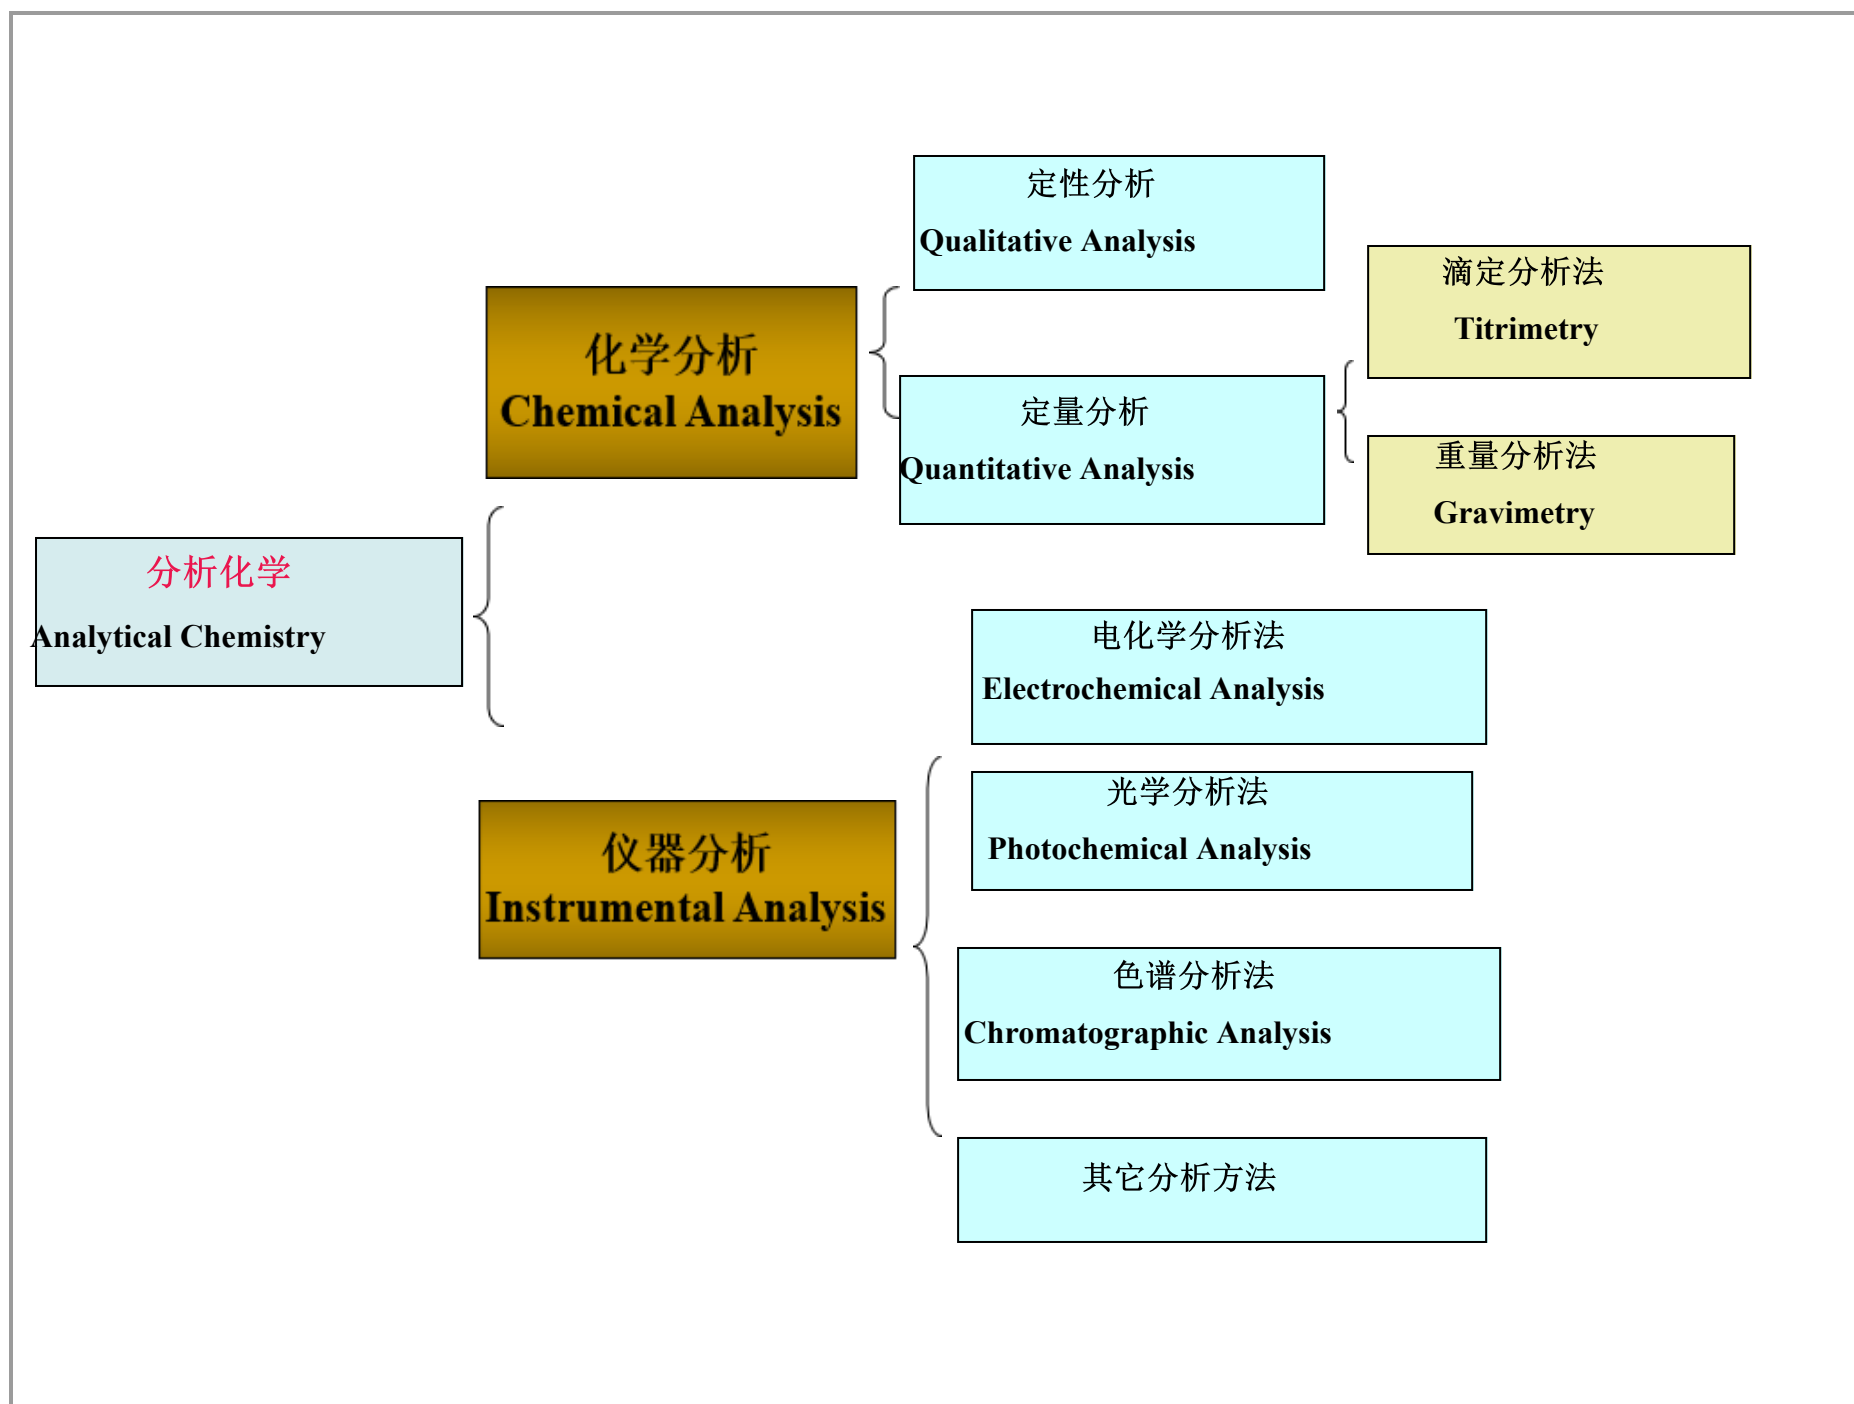 定性分析
Qualitative Analysis
滴定分析法
Titrimetry
化学分析
Chemical Analysis
定量分析
Quantitative Analysis
重量分析法
Gravimetry
分析化学
Analytical Chemistry
电化学分析法
Electrochemical Analysis
光学分析法
Photochemical Analysis
仪器分析
Instrumental Analysis
色谱分析法
Chromatographic Analysis
其它分析方法